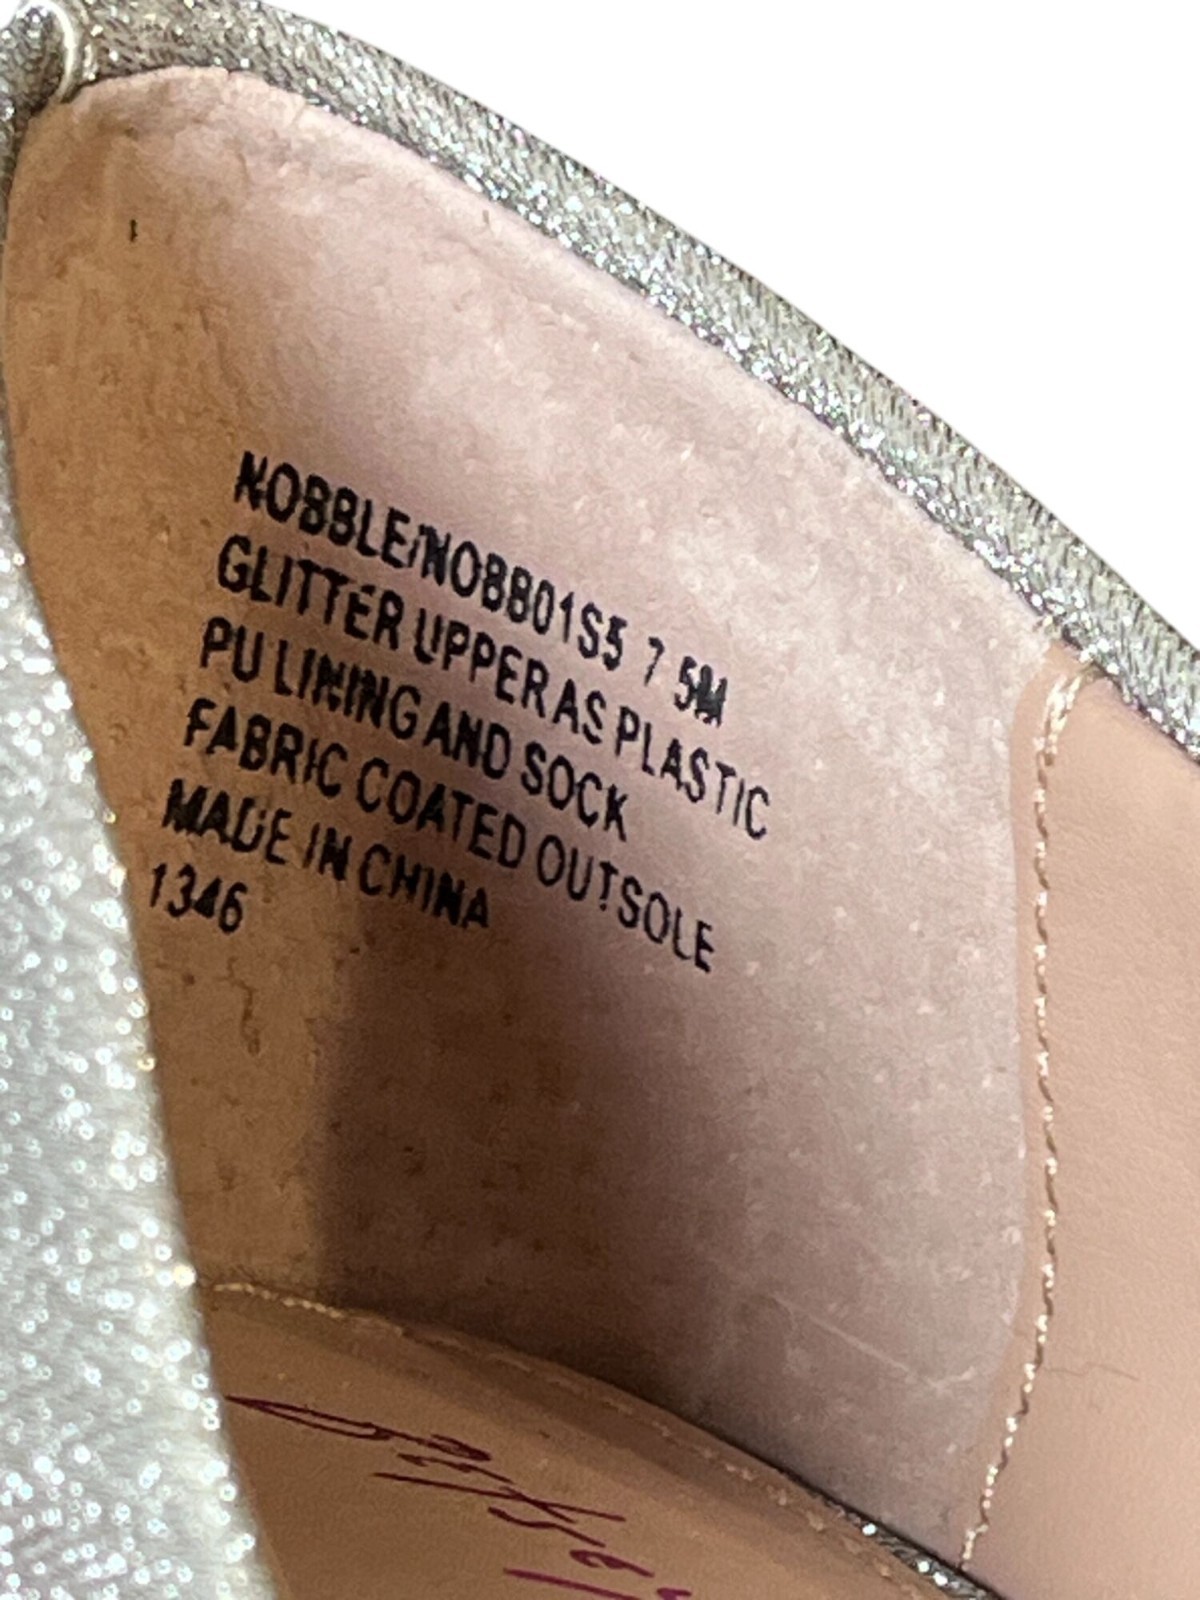 NOBBLE/NOBB01S5 7 5M
GLITTER UPPER AS PLASTIC
PU LINING AND SOCK
FABRIC COATED OUTSOLE
MADE IN CHINA
1346